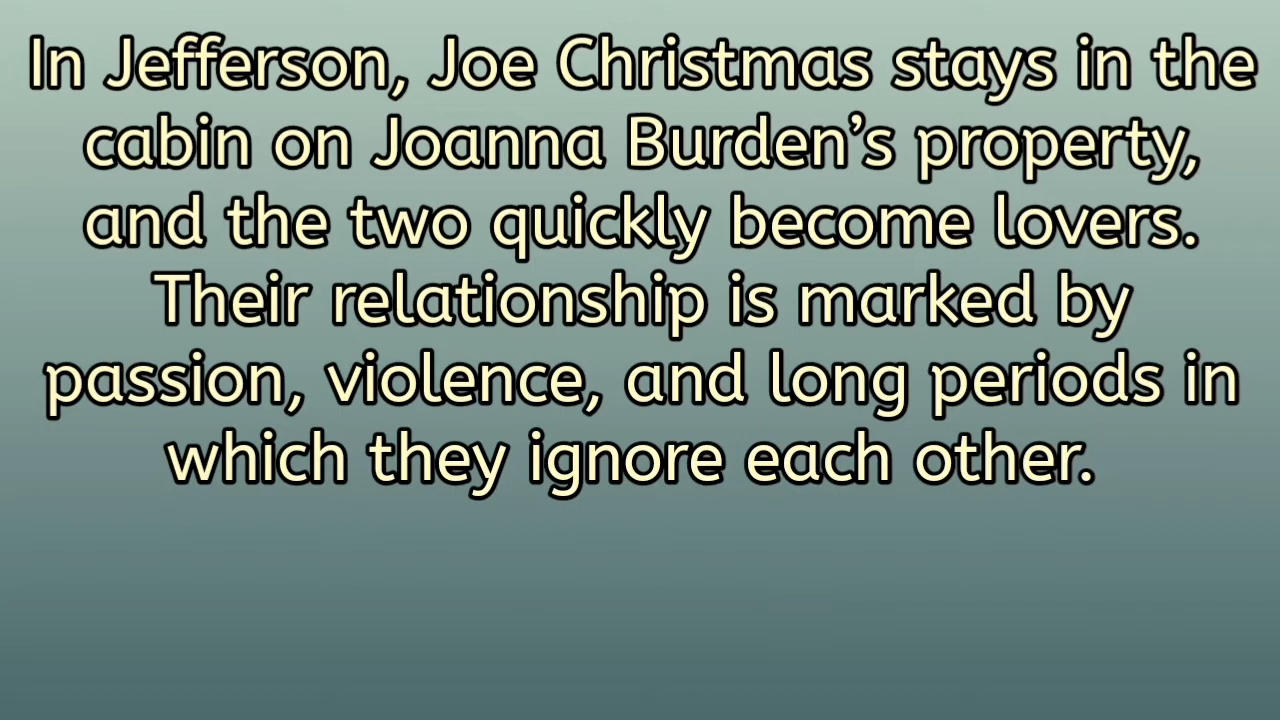 In Jefferson, Joe Christmas stays in the
cabin on Joanna Burden’s property,
and the two quickly become lovers.
Their relationship is marked by
passion, violence, and long periods in
which they ignore each other.